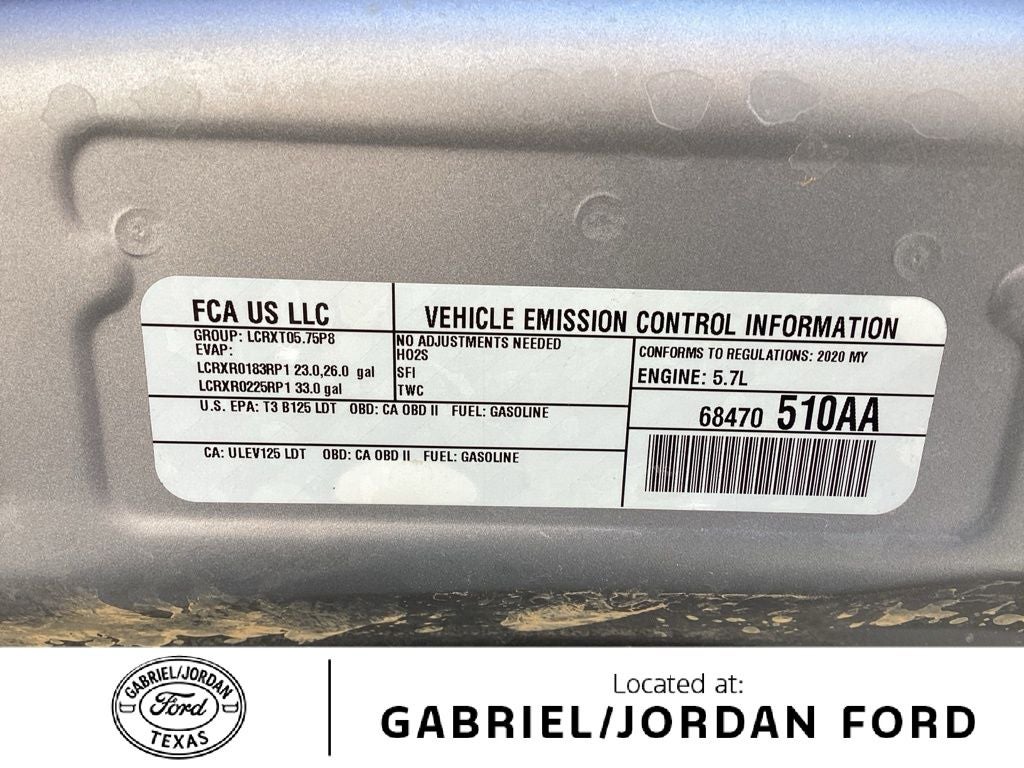 FCA US LLC
VEHICLE EMISSION CONTROL INFORMATION
GROUP: LCRXT05.75P8
EVAP:
LCRXR0183RP1 23.0,26.0 gal
LCRXR0225RP1 33.0 gal
NO ADJUSTMENTS NEEDED
HO2S
SFI
TWC
CONFORMS TO REGULATIONS: 2020 MY
ENGINE: 5.7L
U.S. EPA: T3 B125 LDT OBD: CA OBD II FUEL: GASOLINE
68470 510AA
CA: ULEV125 LDT OBD: CA OBD II FUEL: GASOLINE
GABRIEL/JORDAN
Ford
TEXAS
Located at:
GABRIEL/JORDAN FORD